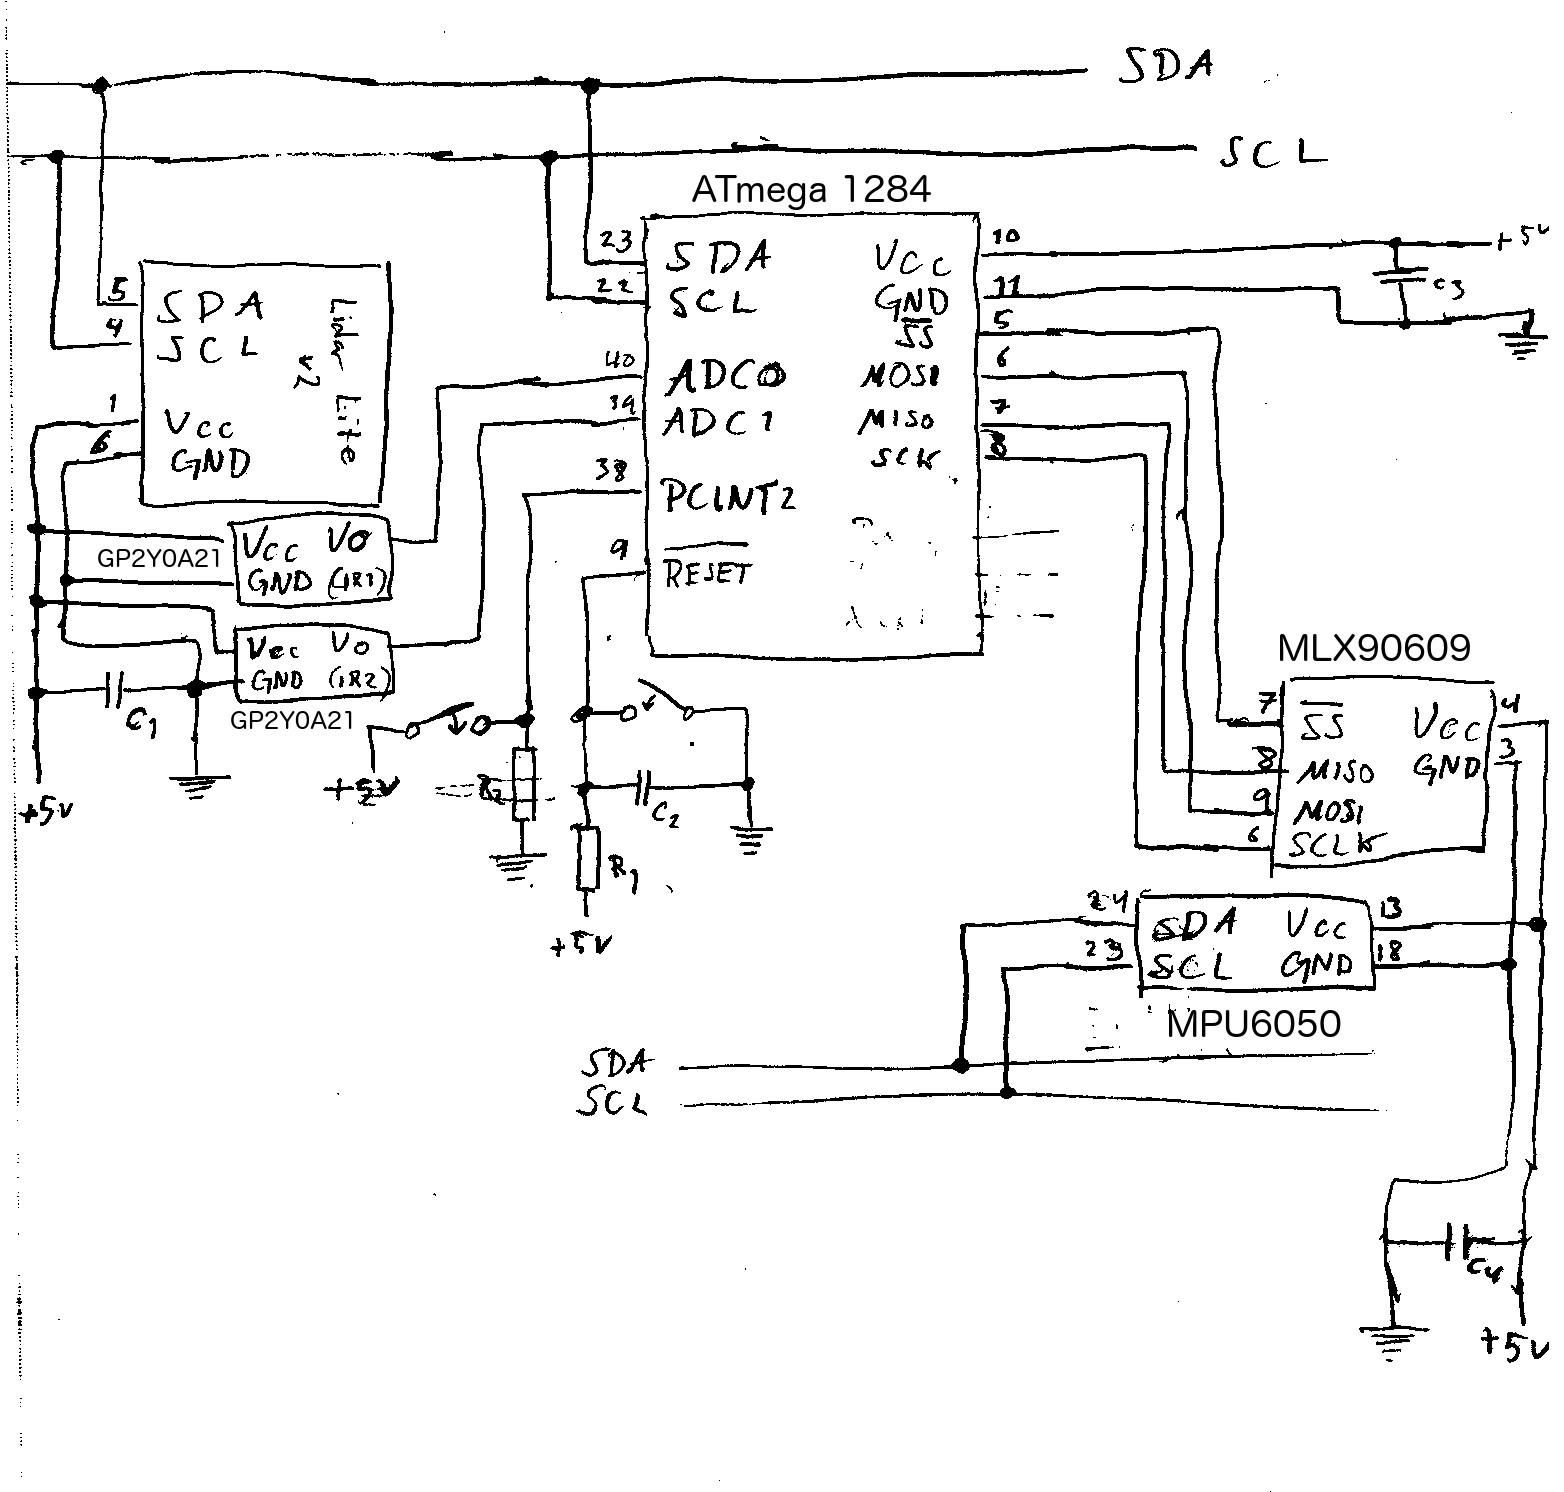 SDA
SCL
ATmega 1284
23 SDA
22 SCL
40 ADC0
39 ADC1
38 PCINT2
9 RESET
Vcc 10
GND 11
SS 5
MOSI 6
MISO 7
SCK 8
+5v
C3
5 SDA
4 SCL
1 Vcc
6 GND
Lidar Lite
v2
GP2Y0A21
Vcc Vo
GND (IR1)
Vcc Vo
GND (IR2)
GP2Y0A21
C1
+5v
+5v
R2
C2
R1
+5v
MLX90609
7 SS
8 MISO
9 MOSI
6 SCLK
Vcc 4
GND 3
24 SDA Vcc 13
23 SCL GND 18
MPU6050
SDA
SCL
C4
+5v